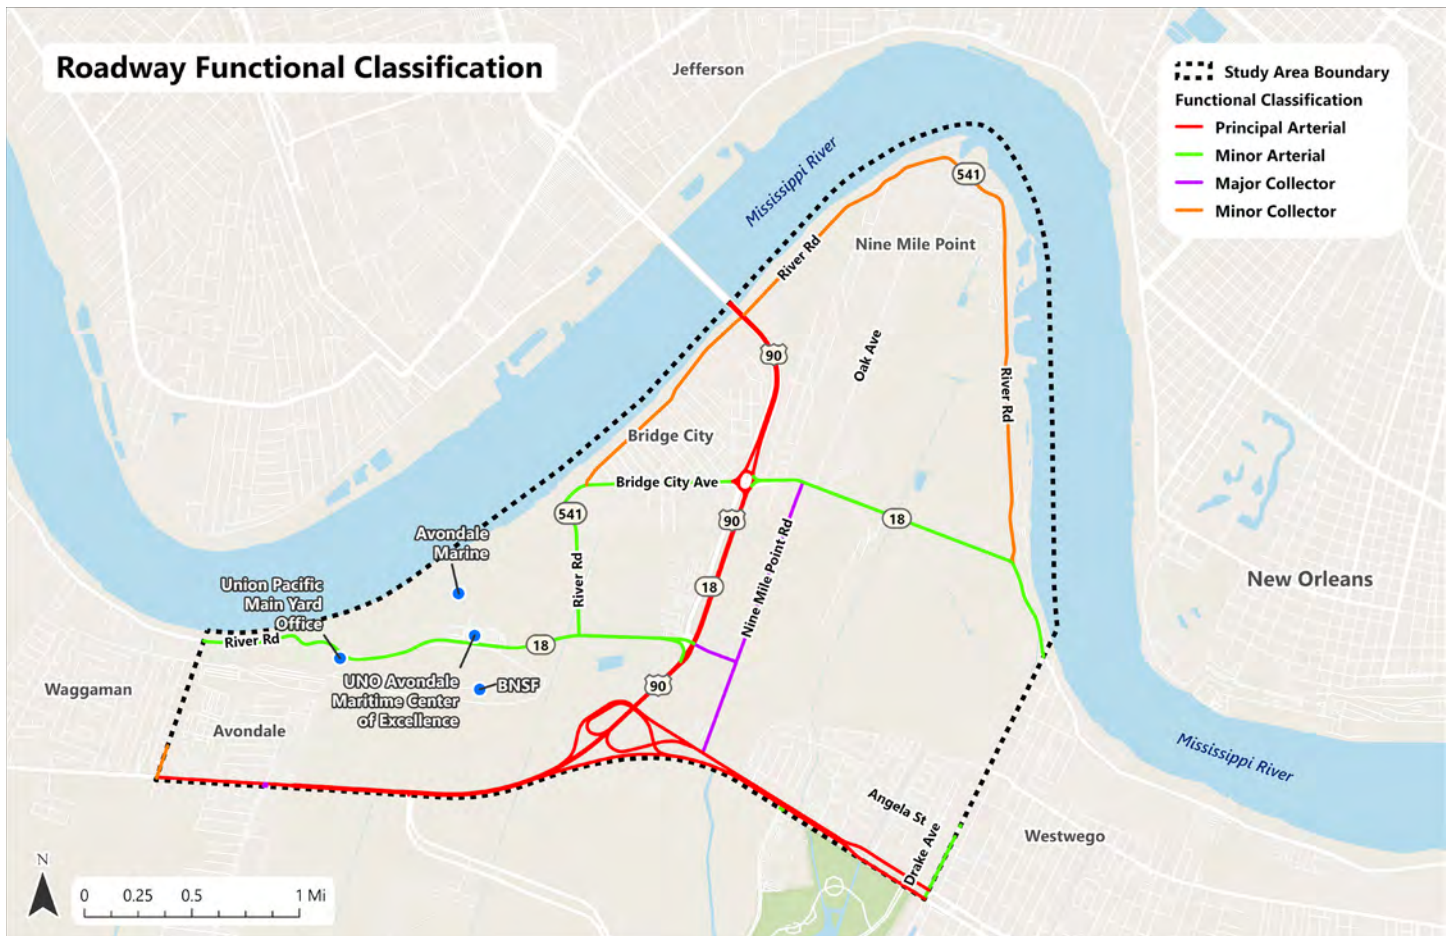 Roadway Functional Classification
Jefferson
Study Area Boundary
Functional Classification
Principal Arterial
Minor Arterial
Major Collector
Minor Collector
Mississippi River
541
Nine Mile Point
River Rd
90
Oak Ave
River Rd
Bridge City
Bridge City Ave
541
90
18
Avondale
Marine
Nine Mile Point Rd
New Orleans
Union Pacific
Main Yard
Office
River Rd
18
River Rd
18
UNO Avondale
Maritime Center
of Excellence
BNSF
90
Waggaman
Avondale
Mississippi River
Angela St
Drake Ave
Westwego
N
0 0.25 0.5 1 Mi